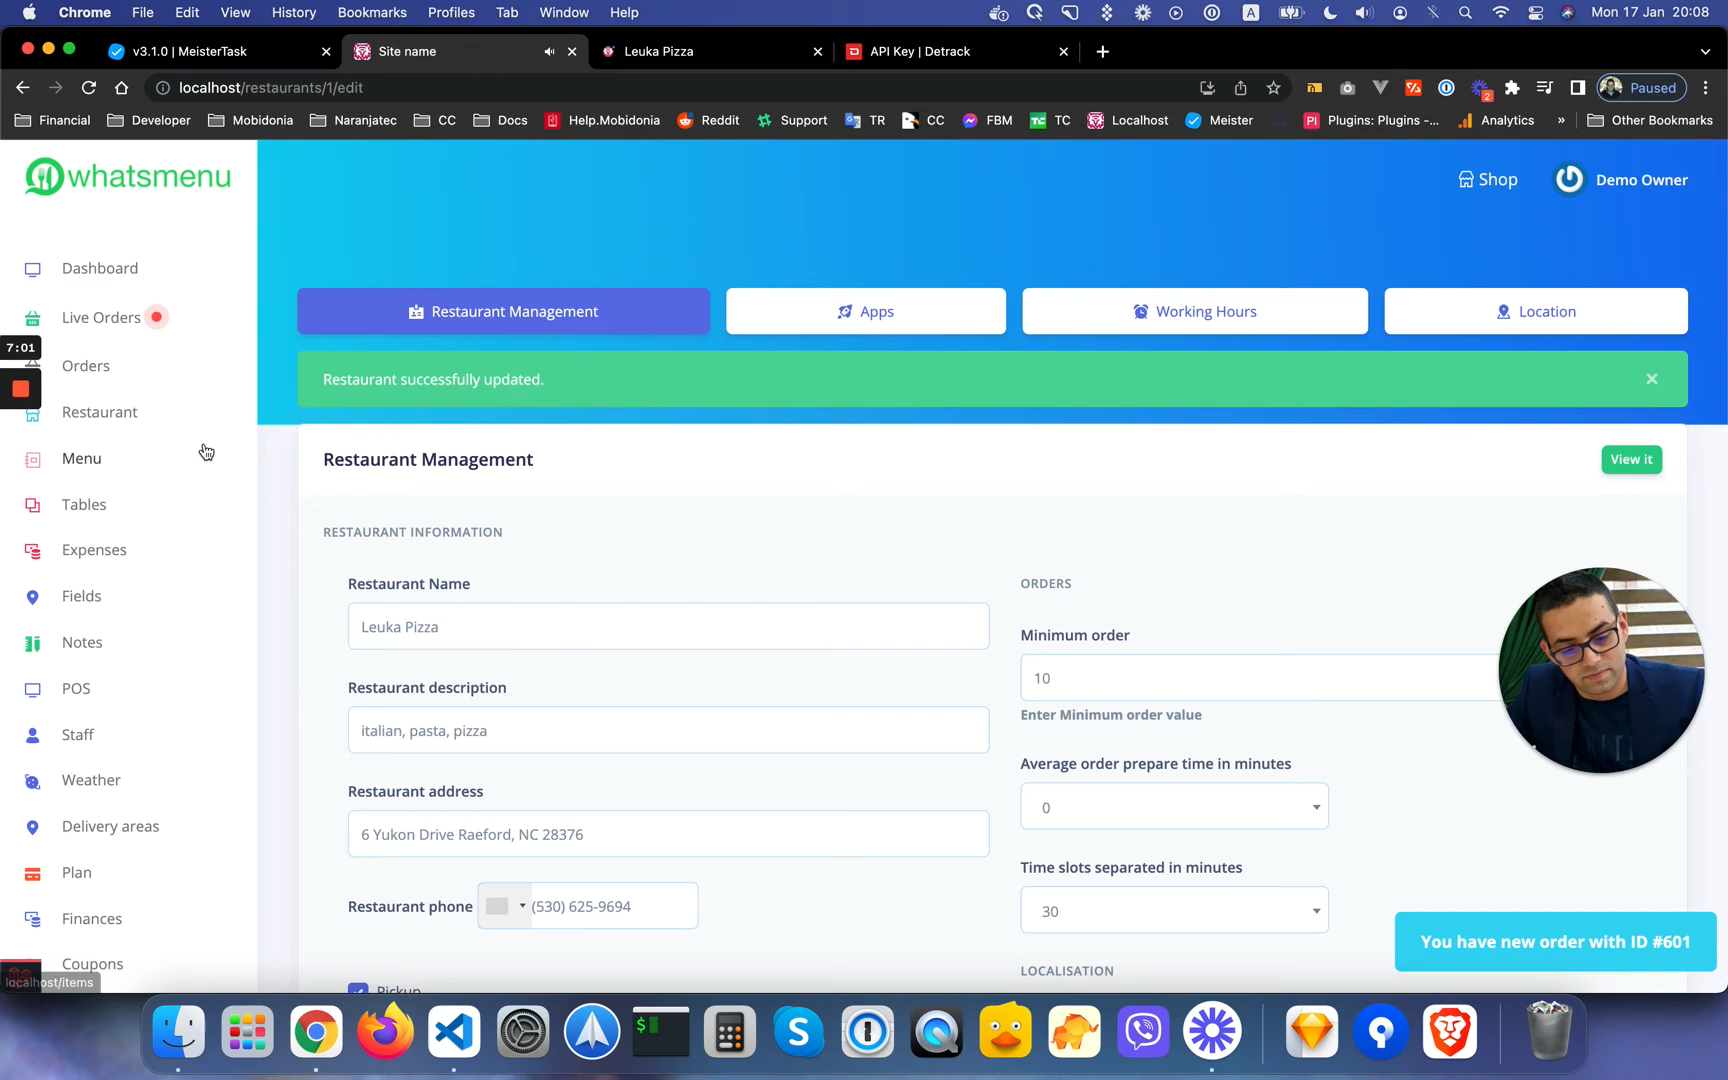 Chrome File Edit View History Bookmarks Profiles Tab Window Help A Mon 17 Jan 20:08
v3.1.0 | MeisterTask Site name Leuka Pizza API Key | Detrack
localhost/restaurants/1/edit 2 Paused
Financial Developer Mobidonia Naranjatec CC Docs Help.Mobidonia Reddit Support TR CC FBM TC Localhost Meister Plugins: Plugins -... Analytics » Other Bookmarks
whatsmenu
Shop Demo Owner
Dashboard
Live Orders
7:01
Orders
Restaurant
Menu
Tables
Expenses
Fields
Notes
POS
Staff
Weather
Delivery areas
Plan
Finances
Coupons
localhost/items
Restaurant Management Apps Working Hours Location
Restaurant successfully updated.
Restaurant Management View it
RESTAURANT INFORMATION
Restaurant Name
Leuka Pizza
Restaurant description
italian, pasta, pizza
Restaurant address
6 Yukon Drive Raeford, NC 28376
Restaurant phone (530) 625-9694
Pickup
ORDERS
Minimum order
10
Enter Minimum order value
Average order prepare time in minutes
0
Time slots separated in minutes
30
LOCALISATION
You have new order with ID #601